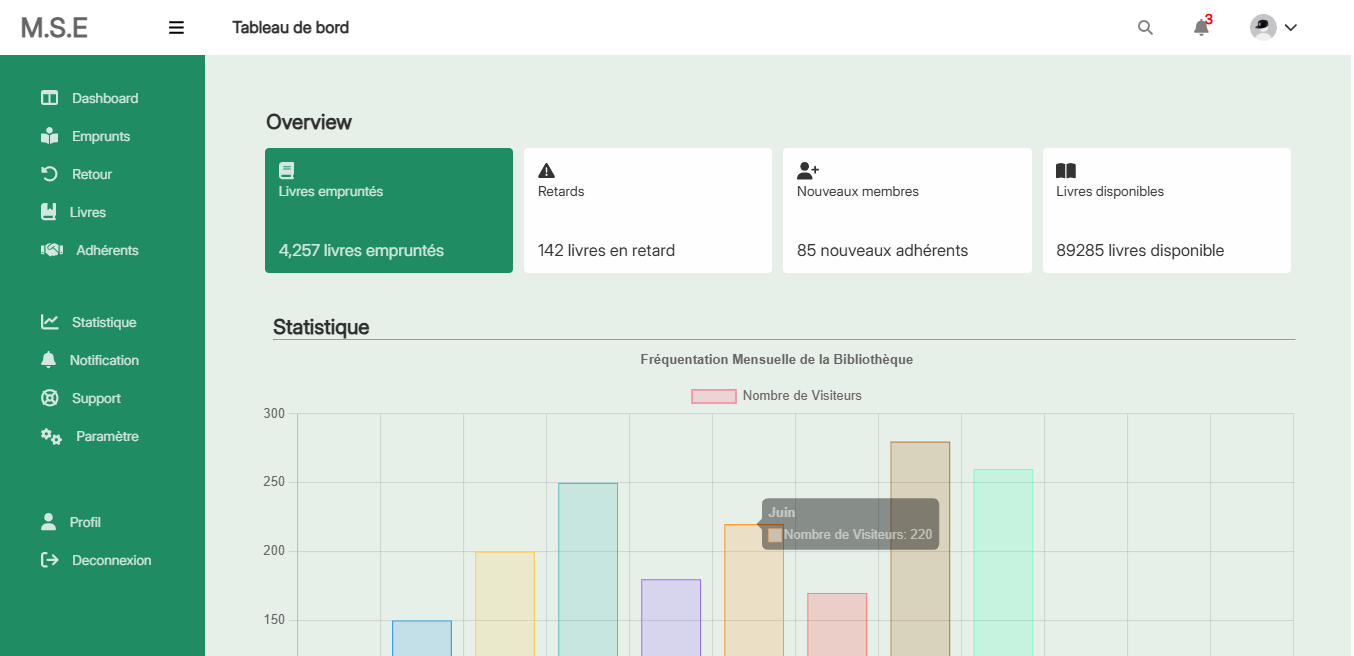 M.S.E
Tableau de bord
3
Dashboard
Emprunts
Retour
Livres
Adhérents
Statistique
Notification
Support
Paramètre
Profil
Deconnexion
Overview
Livres empruntés
4,257 livres empruntés
Retards
142 livres en retard
Nouveaux membres
85 nouveaux adhérents
Livres disponibles
89285 livres disponible
Statistique
Fréquentation Mensuelle de la Bibliothèque
Nombre de Visiteurs
300
250
200
150
Juin
Nombre de Visiteurs: 220